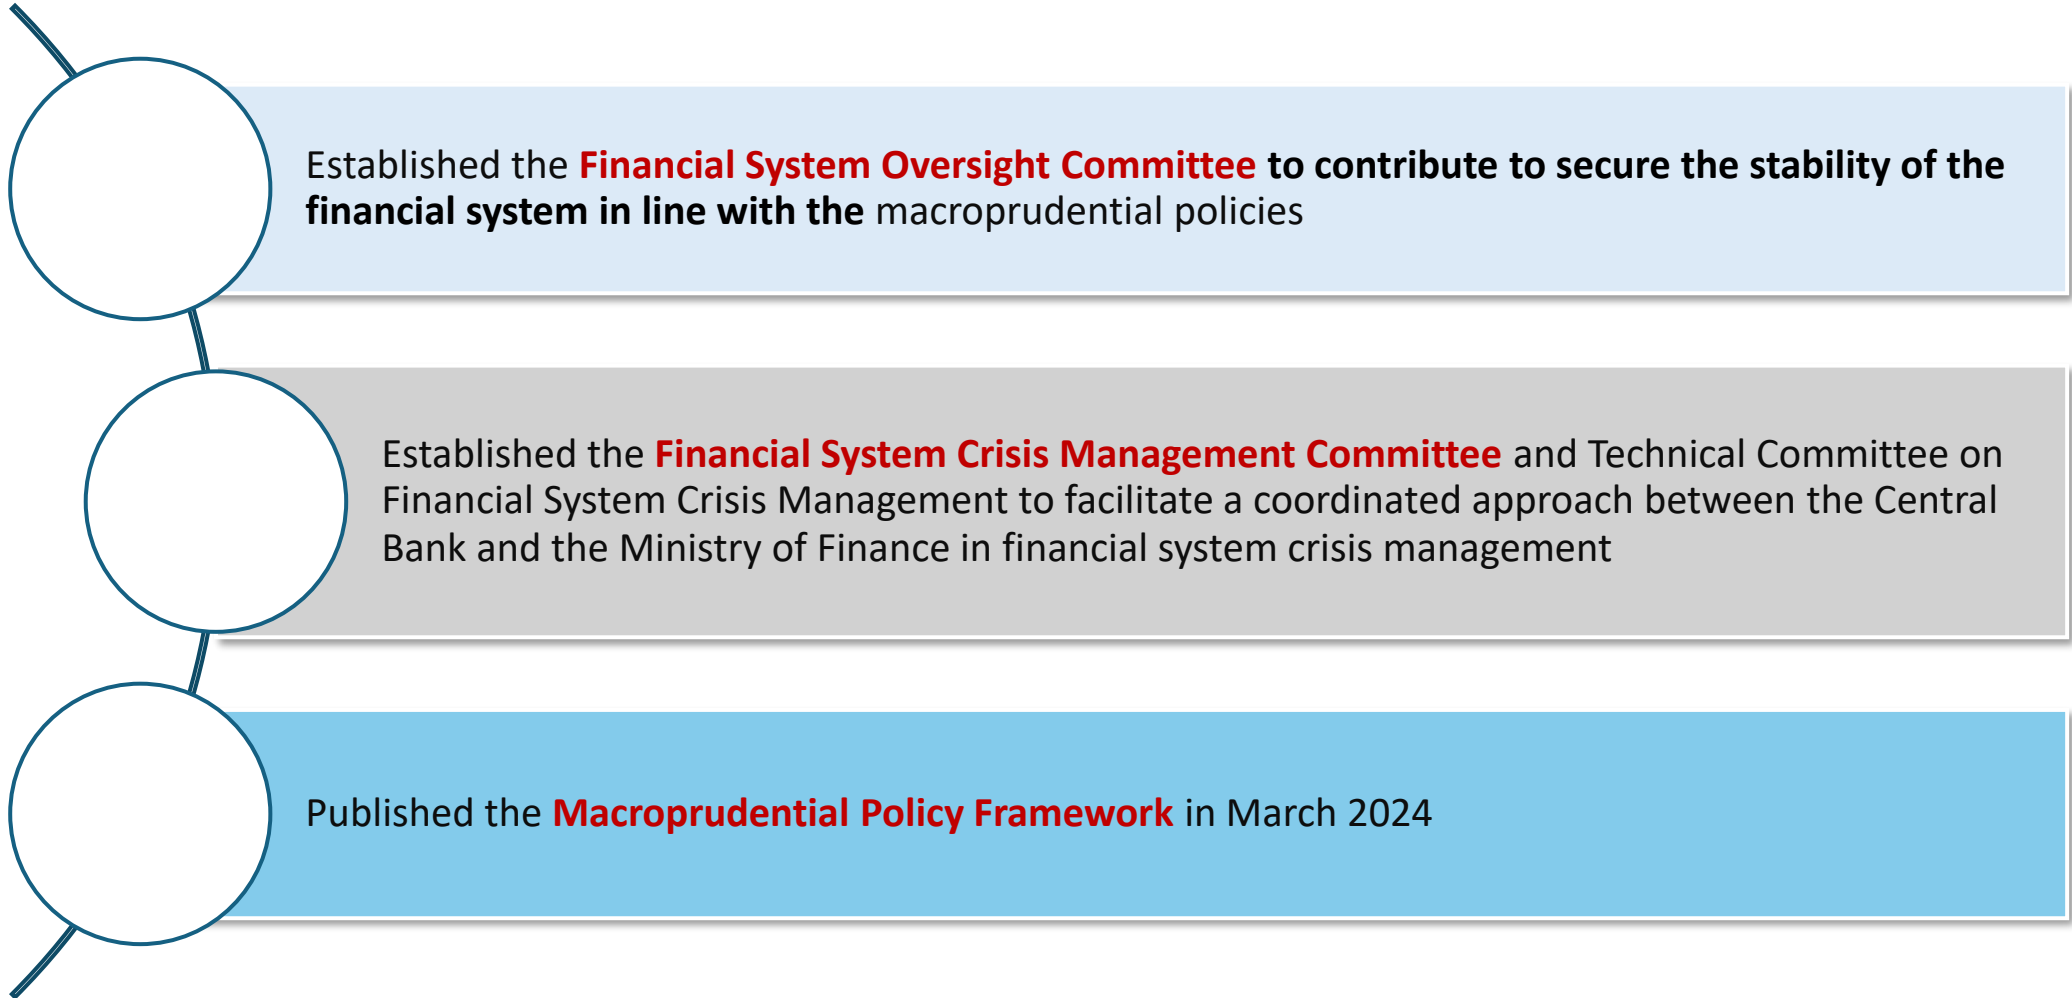 Established the Financial System Oversight Committee to contribute to secure the stability of the
financial system in line with the macroprudential policies
Established the Financial System Crisis Management Committee and Technical Committee on
Financial System Crisis Management to facilitate a coordinated approach between the Central
Bank and the Ministry of Finance in financial system crisis management
Published the Macroprudential Policy Framework in March 2024